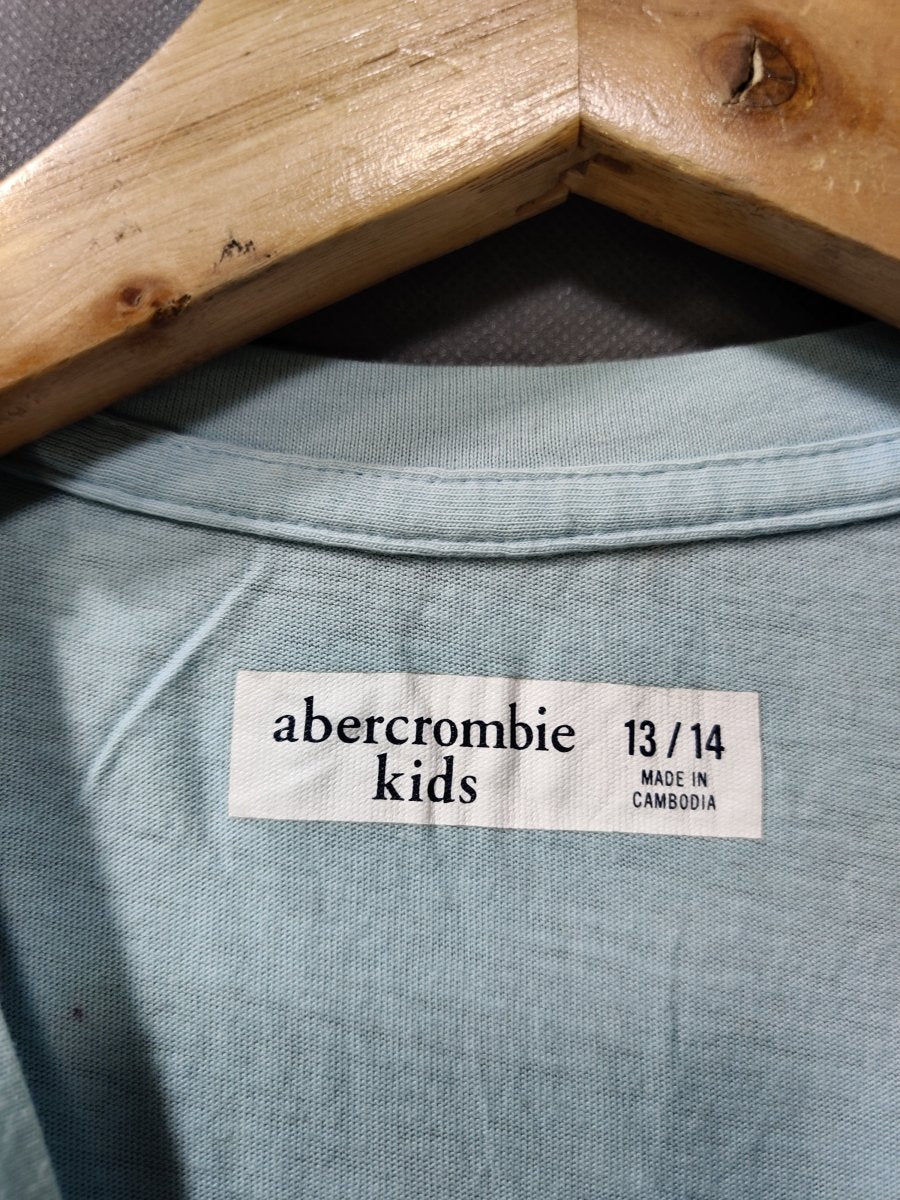 abercrombie
kids
13 / 14
MADE IN
CAMBODIA